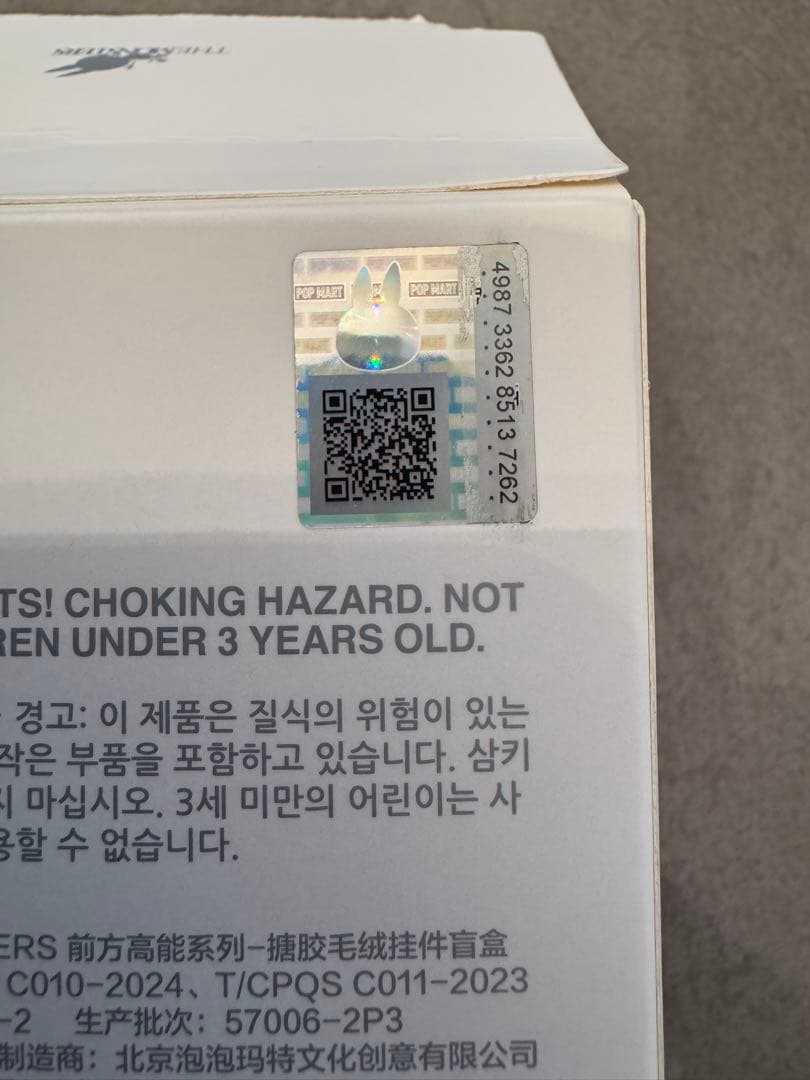 THE MONSTERS
POP MART
POP MART
4987 3362 8513 7262
TS! CHOKING HAZARD. NOT
REN UNDER 3 YEARS OLD.
경고: 이 제품은 질식의 위험이 있는
작은 부품을 포함하고 있습니다. 삼키
지 마십시오. 3세 미만의 어린이는 사
용할 수 없습니다.
ERS 前方高能系列-搪胶毛绒挂件盲盒
C010-2024、T/CPQS C011-2023
-2 生产批次: 57006-2P3
制造商: 北京泡泡玛特文化创意有限公司